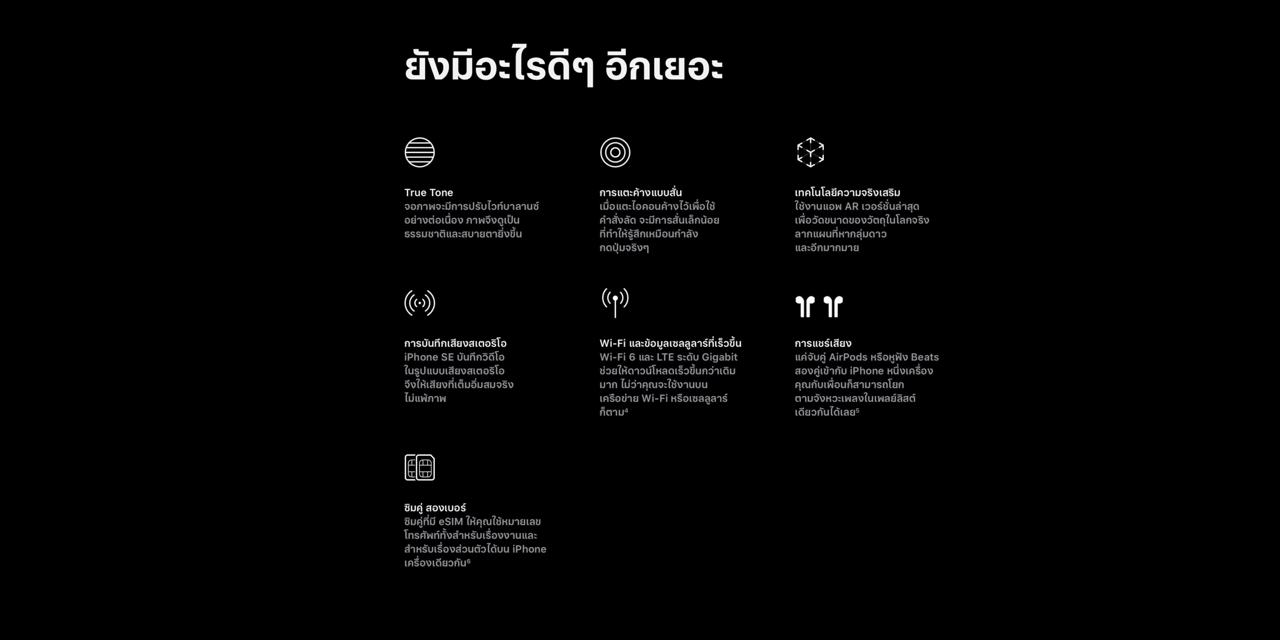 ยังมีอะไรดีๆ อีกเยอะ
True Tone
จอภาพจะมีการปรับไวท์บาลานซ์
อย่างต่อเนื่อง ภาพจึงดูเป็น
ธรรมชาติและสบายตายิ่งขึ้น
การแตะค้างแบบสั่น
เมื่อแตะไอคอนค้างไว้เพื่อใช้
คำสั่งลัด จะมีการสั่นเล็กน้อย
ที่ทำให้รู้สึกเหมือนกำลัง
กดปุ่มจริงๆ
เทคโนโลยีความจริงเสริม
ใช้งานแอพ AR เวอร์ชั่นล่าสุด
เพื่อวัดขนาดของวัตถุในโลกจริง
ลากแผนที่หากลุ่มดาว
และอีกมากมาย
การบันทึกเสียงสเตอริโอ
iPhone SE บันทึกวิดีโอ
ในรูปแบบเสียงสเตอริโอ
จึงให้เสียงที่เต็มอิ่มสมจริง
ไม่แพ้ภาพ
Wi-Fi และข้อมูลเซลลูลาร์ที่เร็วขึ้น
Wi-Fi 6 และ LTE ระดับ Gigabit
ช่วยให้ดาวน์โหลดเร็วขึ้นกว่าเดิม
มาก ไม่ว่าคุณจะใช้งานบน
เครือข่าย Wi-Fi หรือเซลลูลาร์
ก็ตาม⁴
การแชร์เสียง
แค่จับคู่ AirPods หรือหูฟัง Beats
สองคู่เข้ากับ iPhone หนึ่งเครื่อง
คุณกับเพื่อนก็สามารถโยก
ตามจังหวะเพลงในเพลย์ลิสต์
เดียวกันได้เลย⁵
ซิมคู่ สองเบอร์
ซิมคู่ที่มี eSIM ให้คุณใช้หมายเลข
โทรศัพท์ทั้งสำหรับเรื่องงานและ
สำหรับเรื่องส่วนตัวได้บน iPhone
เครื่องเดียวกัน⁶